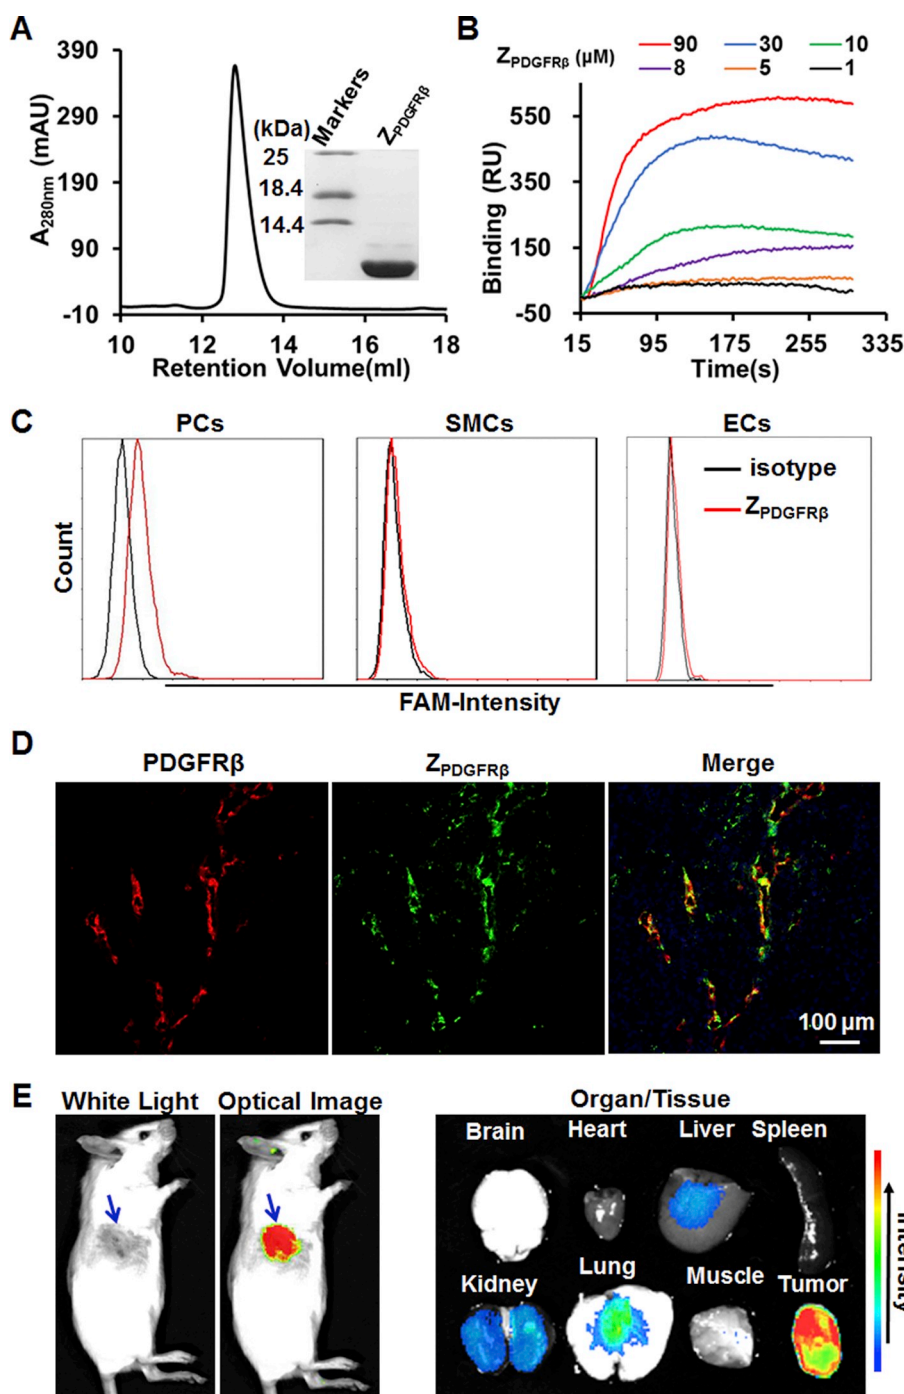 A
390
290
190
90
-10
A280nm (mAU)
10 12 14 16 18
Retention Volume(ml)
(kDa)
Markers
ZPDGFRβ
25
18.4
14.4
B
ZPDGFRβ (μM)
90 30 10
8 5 1
550
350
150
-50
Binding (RU)
15 95 175 255 335
Time(s)
C
PCs SMCs ECs
isotype
ZPDGFRβ
Count
FAM-Intensity
D
PDGFRβ ZPDGFRβ Merge
100 μm
E
White Light Optical Image
Organ/Tissue
Brain Heart Liver Spleen
Kidney Lung Muscle Tumor
Intensity